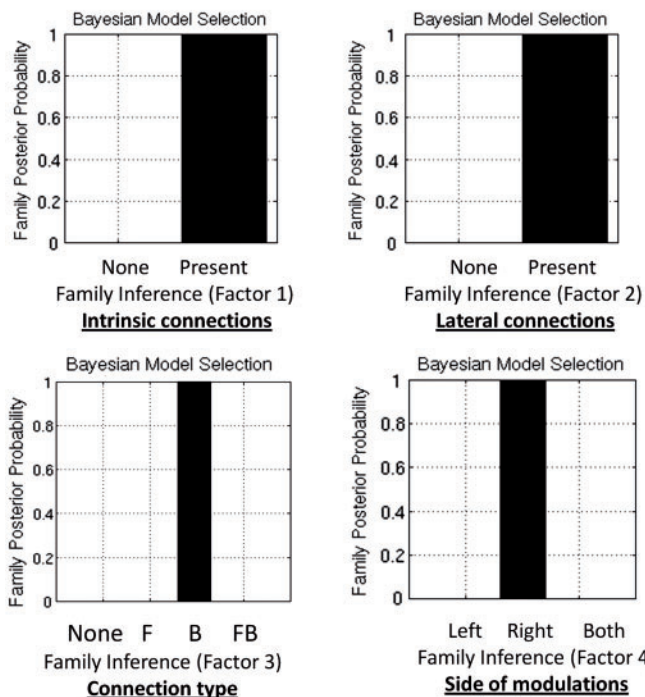 Bayesian Model Selection
Family Posterior Probability
1
0.8
0.6
0.4
0.2
0
None Present
Family Inference (Factor 1)
Intrinsic connections
Bayesian Model Selection
Family Posterior Probability
1
0.8
0.6
0.4
0.2
0
None Present
Family Inference (Factor 2)
Lateral connections
Bayesian Model Selection
Family Posterior Probability
1
0.8
0.6
0.4
0.2
0
None F B FB
Family Inference (Factor 3)
Connection type
Bayesian Model Selection
Family Posterior Probability
1
0.8
0.6
0.4
0.2
0
Left Right Both
Family Inference (Factor 4
Side of modulations